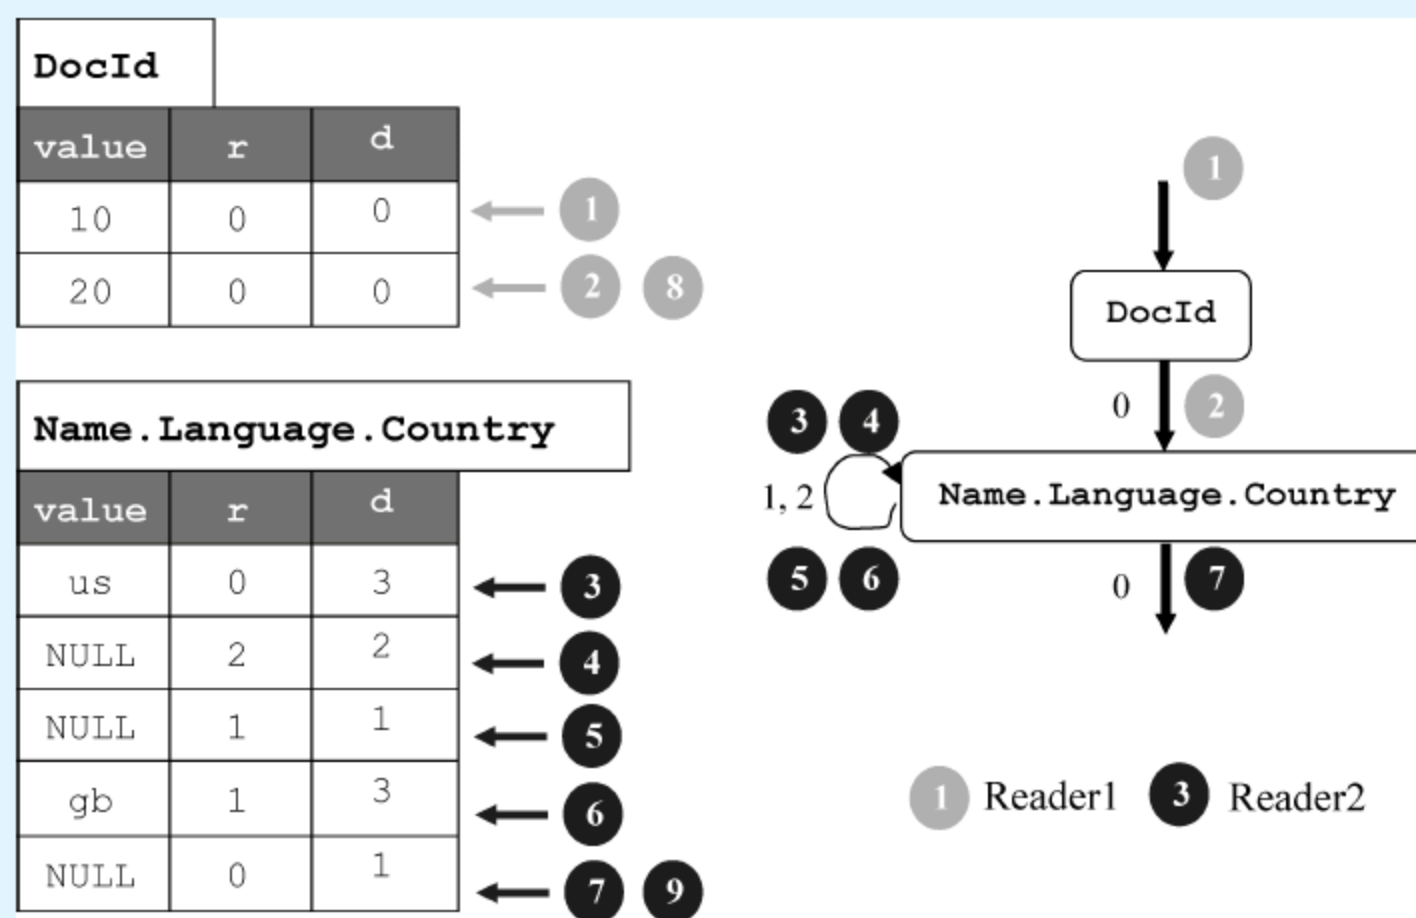 DocId
value r d
10 0 0 1
20 0 0 2 8
Name.Language.Country
value r d
us 0 3 3
NULL 2 2 4
NULL 1 1 5
gb 1 3 6
NULL 0 1 7 9
1
DocId
0 2
3 4
1, 2 Name.Language.Country
5 6
0 7
1 Reader1 3 Reader2